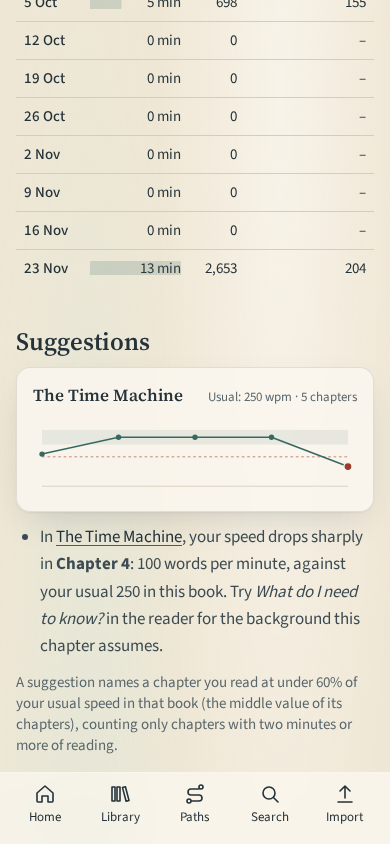 5 Oct 5 min 698 155
12 Oct 0 min 0 –
19 Oct 0 min 0 –
26 Oct 0 min 0 –
2 Nov 0 min 0 –
9 Nov 0 min 0 –
16 Nov 0 min 0 –
23 Nov 13 min 2,653 204
Suggestions
The Time Machine Usual: 250 wpm · 5 chapters
• In The Time Machine, your speed drops sharply
in Chapter 4: 100 words per minute, against
your usual 250 in this book. Try What do I need
to know? in the reader for the background this
chapter assumes.
A suggestion names a chapter you read at under 60% of
your usual speed in that book (the middle value of its
chapters), counting only chapters with two minutes or
more of reading.
Home Library Paths Search Import